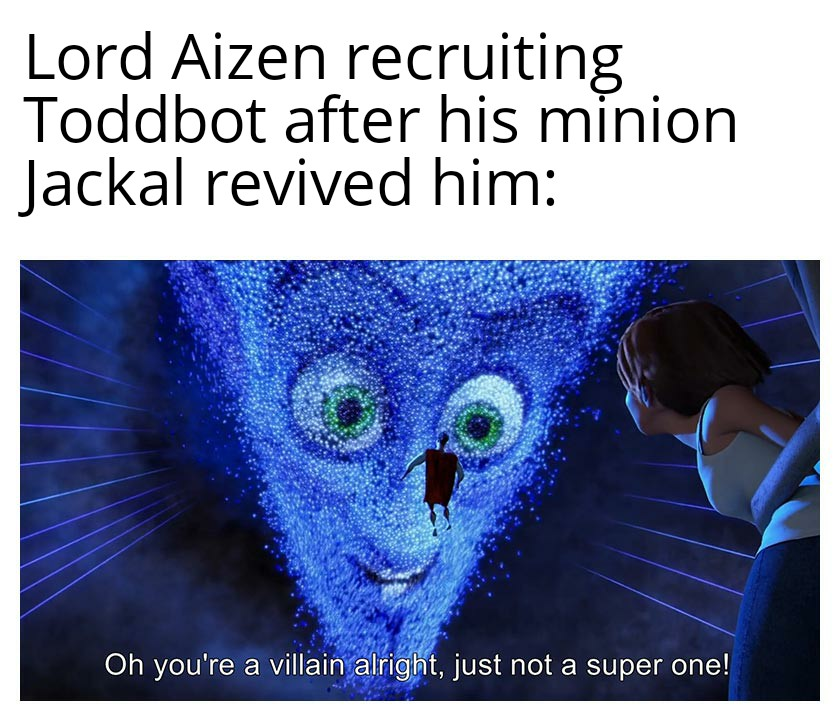 Lord Aizen recruiting
Toddbot after his minion
Jackal revived him:
Oh you're a villain alright, just not a super one!